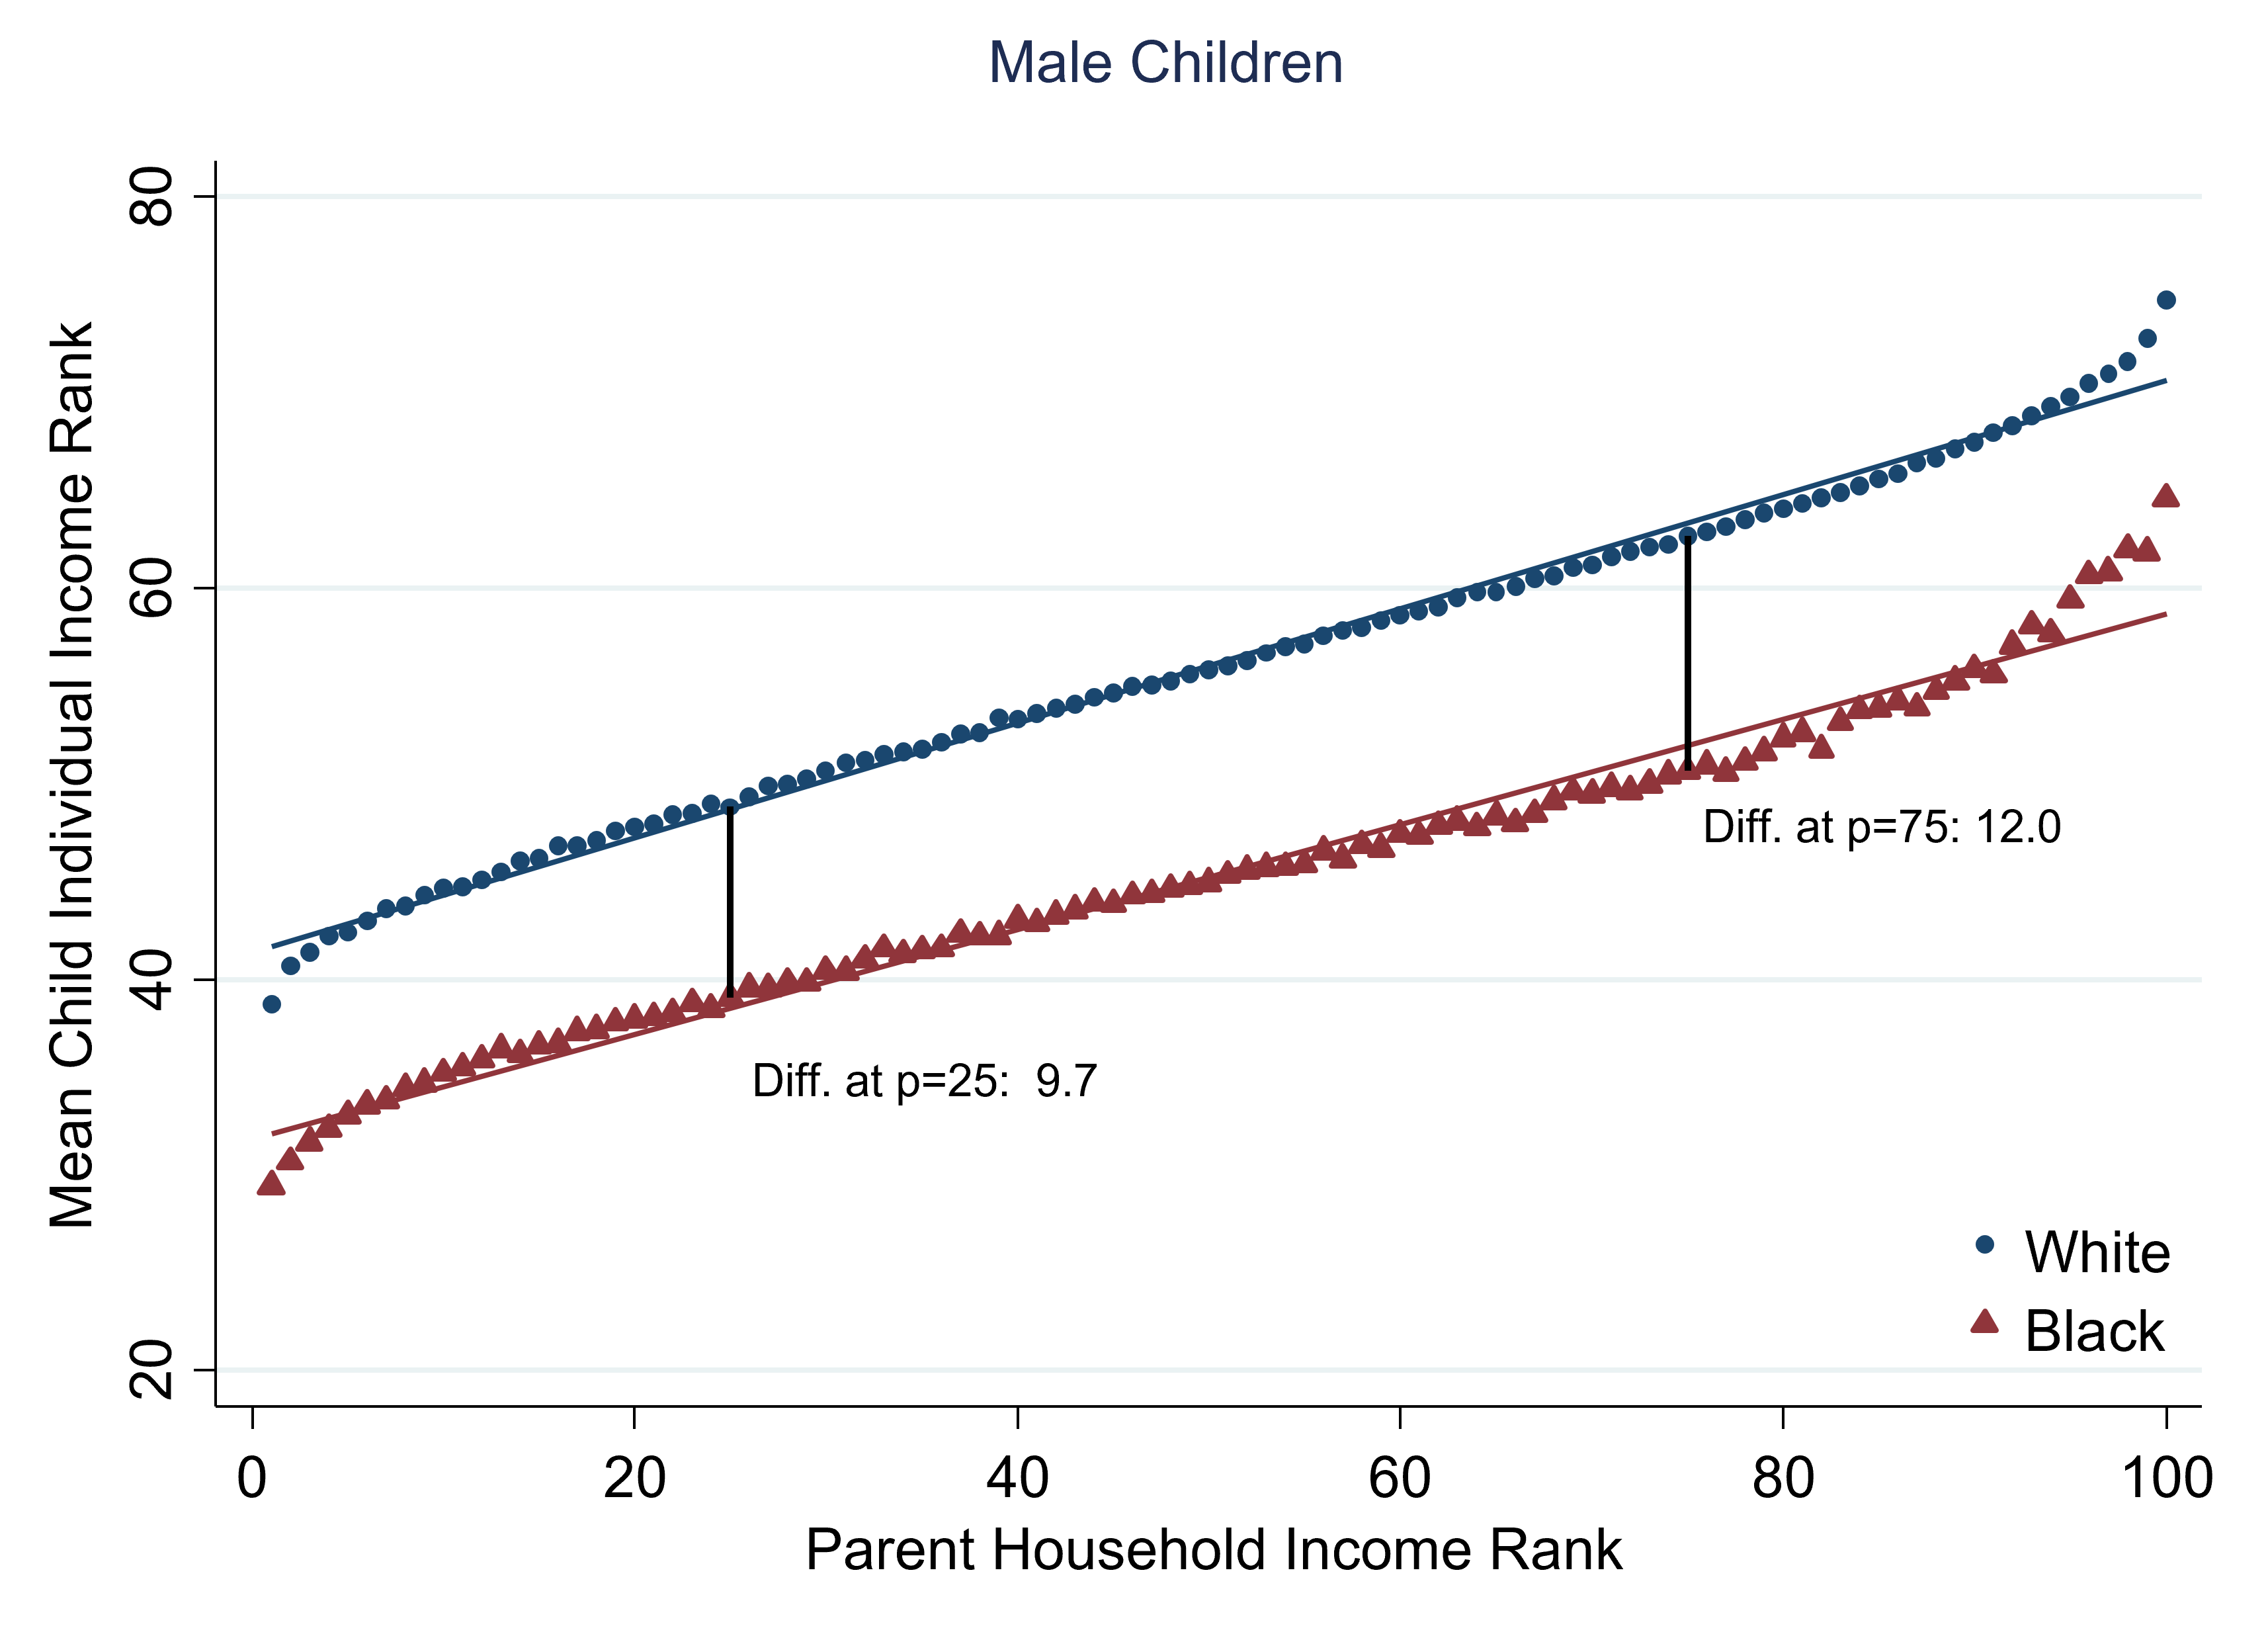 Male Children
Mean Child Individual Income Rank
80
60
40
20
Diff. at p=75: 12.0
Diff. at p=25:  9.7
White
Black
0 20 40 60 80 100
Parent Household Income Rank